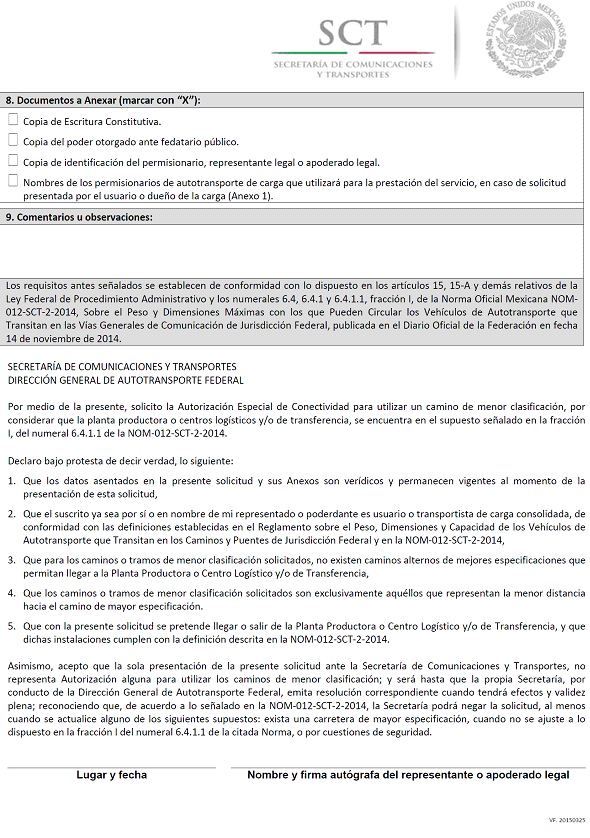 SCT
SECRETARÍA DE COMUNICACIONES
Y TRANSPORTES
ESTADOS UNIDOS MEXICANOS
8. Documentos a Anexar (marcar con “X”):
Copia de Escritura Constitutiva.
Copia del poder otorgado ante fedatario público.
Copia de identificación del permisionario, representante legal o apoderado legal.
Nombres de los permisionarios de autotransporte de carga que utilizará para la prestación del servicio, en caso de solicitud
presentada por el usuario o dueño de la carga (Anexo 1).
9. Comentarios u observaciones:
Los requisitos antes señalados se establecen de conformidad con lo dispuesto en los artículos 15, 15-A y demás relativos de la
Ley Federal de Procedimiento Administrativo y los numerales 6.4, 6.4.1 y 6.4.1.1, fracción I, de la Norma Oficial Mexicana NOM-
012-SCT-2-2014, Sobre el Peso y Dimensiones Máximas con los que Pueden Circular los Vehículos de Autotransporte que
Transitan en las Vías Generales de Comunicación de Jurisdicción Federal, publicada en el Diario Oficial de la Federación en fecha
14 de noviembre de 2014.
SECRETARÍA DE COMUNICACIONES Y TRANSPORTES
DIRECCIÓN GENERAL DE AUTOTRANSPORTE FEDERAL
Por medio de la presente, solicito la Autorización Especial de Conectividad para utilizar un camino de menor clasificación, por
considerar que la planta productora o centros logísticos y/o de transferencia, se encuentra en el supuesto señalado en la fracción
I, del numeral 6.4.1.1 de la NOM-012-SCT-2-2014.
Declaro bajo protesta de decir verdad, lo siguiente:
1. Que los datos asentados en la presente solicitud y sus Anexos son verídicos y permanecen vigentes al momento de la
presentación de esta solicitud,
2. Que el suscrito ya sea por sí o en nombre de mi representado o poderdante es usuario o transportista de carga consolidada, de
conformidad con las definiciones establecidas en el Reglamento sobre el Peso, Dimensiones y Capacidad de los Vehículos de
Autotransporte que Transitan en los Caminos y Puentes de Jurisdicción Federal y en la NOM-012-SCT-2-2014,
3. Que para los caminos o tramos de menor clasificación solicitados, no existen caminos alternos de mejores especificaciones que
permitan llegar a la Planta Productora o Centro Logístico y/o de Transferencia,
4. Que los caminos o tramos de menor clasificación solicitados son exclusivamente aquéllos que representan la menor distancia
hacia el camino de mayor especificación.
5. Que con la presente solicitud se pretende llegar o salir de la Planta Productora o Centro Logístico y/o de Transferencia, y que
dichas instalaciones cumplen con la definición descrita en la NOM-012-SCT-2-2014.
Asimismo, acepto que la sola presentación de la presente solicitud ante la Secretaría de Comunicaciones y Transportes, no
representa Autorización alguna para utilizar los caminos de menor clasificación; y será hasta que la propia Secretaría, por
conducto de la Dirección General de Autotransporte Federal, emita resolución correspondiente cuando tendrá efectos y validez
plena; reconociendo que, de acuerdo a lo señalado en la NOM-012-SCT-2-2014, la Secretaría podrá negar la solicitud, al menos
cuando se actualice alguno de los siguientes supuestos: exista una carretera de mayor especificación, cuando no se ajuste a lo
dispuesto en la fracción I del numeral 6.4.1.1 de la citada Norma, o por cuestiones de seguridad.
Lugar y fecha
Nombre y firma autógrafa del representante o apoderado legal
VF. 20150325